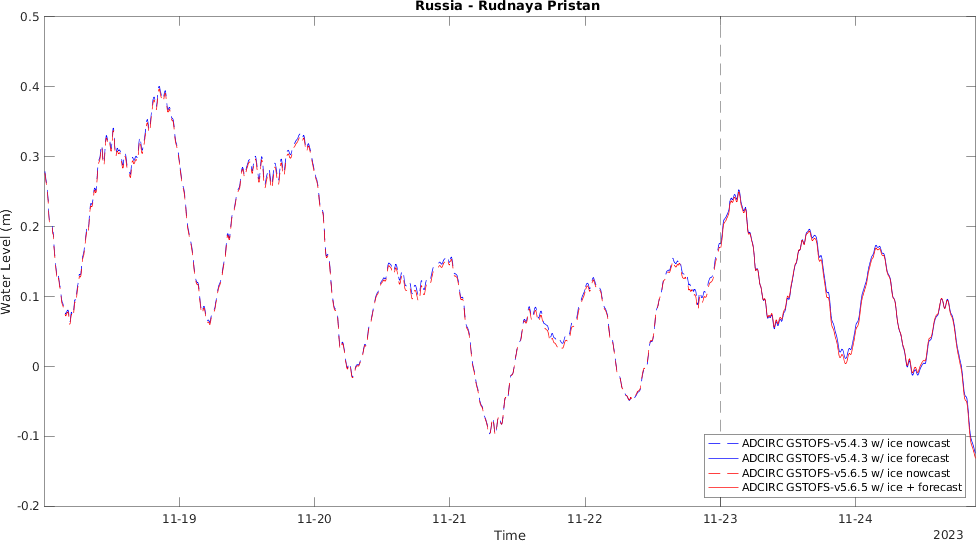 Russia - Rudnaya Pristan
0.5
0.4
0.3
0.2
0.1
0
-0.1
-0.2
Water Level (m)
11-19
11-20
11-21
11-22
11-23
11-24
Time
2023
ADCIRC GSTOFS-v5.4.3 w/ ice nowcast
ADCIRC GSTOFS-v5.4.3 w/ ice forecast
ADCIRC GSTOFS-v5.6.5 w/ ice nowcast
ADCIRC GSTOFS-v5.6.5 w/ ice + forecast